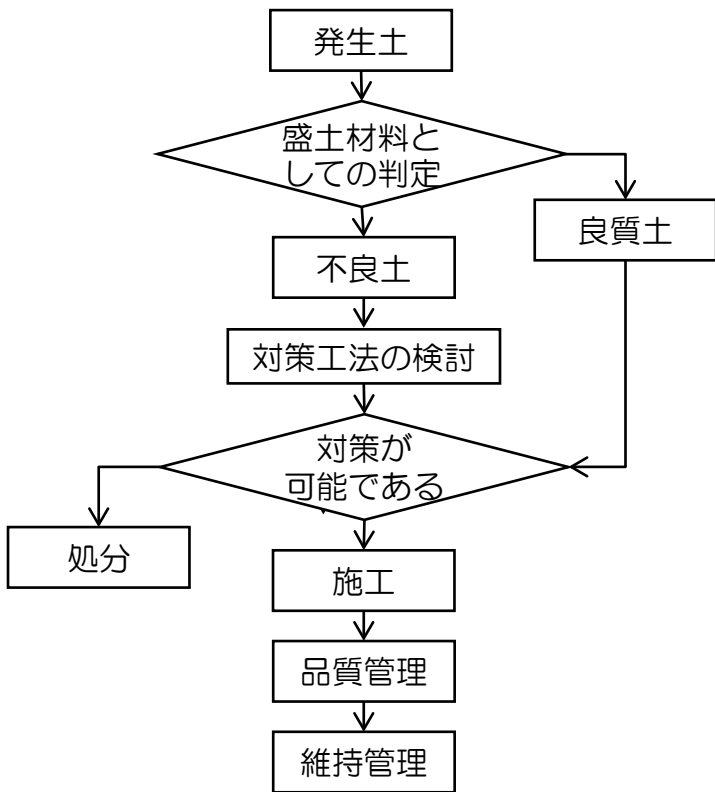 発生土
盛土材料と
しての判定
良質土
不良土
対策工法の検討
対策が
可能である
処分
施工
品質管理
維持管理